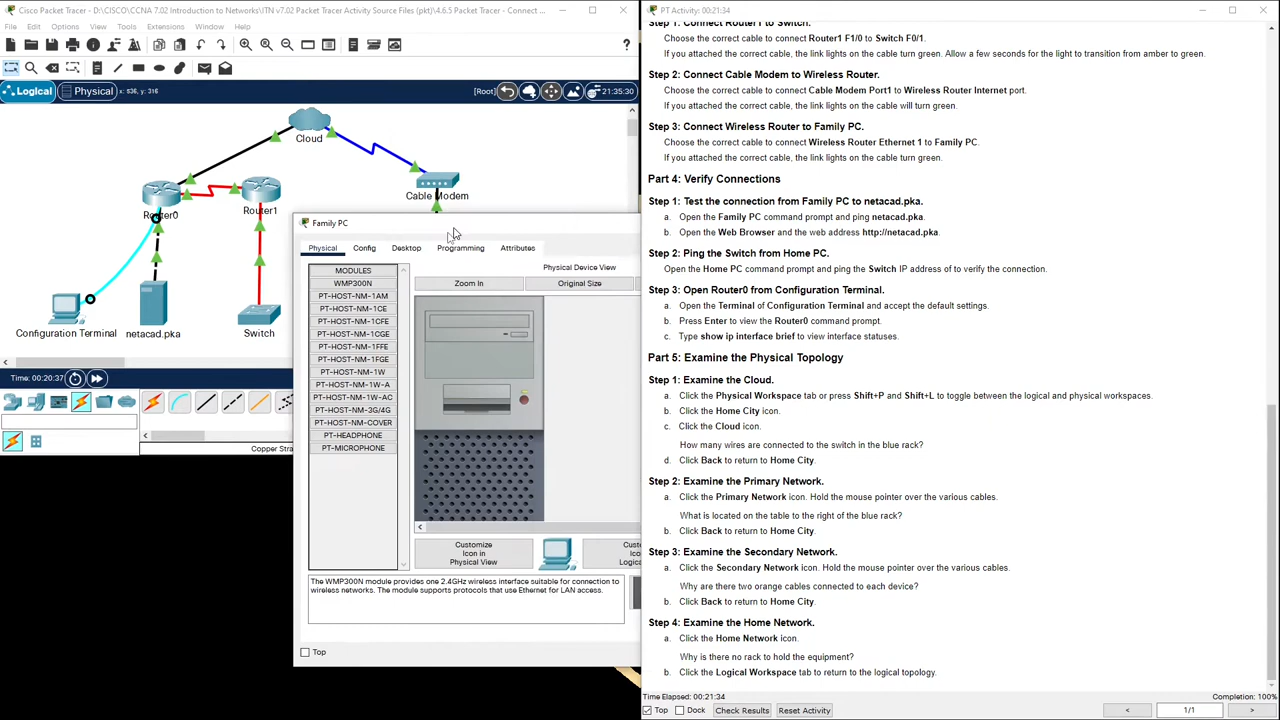 Cisco Packet Tracer - D:\CISCO\CCNA 7.02 Introduction to Networks\ITN v7.02 Packet Tracer Activity Source Files (pkt)\4.6.5 Packet Tracer - Connect ...
File Edit Options View Tools Extensions Window Help
Logical Physical x: 536, y: 316 [Root] 21:35:30
Cloud
Cable Modem
Router0
Router1
Configuration Terminal
netacad.pka
Switch
Time: 00:20:37
Copper Stra
Family PC
Physical Config Desktop Programming Attributes
MODULES
WMP300N
PT-HOST-NM-1AM
PT-HOST-NM-1CE
PT-HOST-NM-1CFE
PT-HOST-NM-1CGE
PT-HOST-NM-1FFE
PT-HOST-NM-1FGE
PT-HOST-NM-1W
PT-HOST-NM-1W-A
PT-HOST-NM-1W-AC
PT-HOST-NM-3G/4G
PT-HOST-NM-COVER
PT-HEADPHONE
PT-MICROPHONE
Physical Device View
Zoom In Original Size
Customize
Icon in
Physical View
Custo
Ico
Logica
The WMP300N module provides one 2.4GHz wireless interface suitable for connection to
wireless networks. The module supports protocols that use Ethernet for LAN access.
Top
PT Activity: 00:21:34
Step 1: Connect Router1 to Switch.
Choose the correct cable to connect Router1 F1/0 to Switch F0/1.
If you attached the correct cable, the link lights on the cable turn green. Allow a few seconds for the light to transition from amber to green.
Step 2: Connect Cable Modem to Wireless Router.
Choose the correct cable to connect Cable Modem Port1 to Wireless Router Internet port.
If you attached the correct cable, the link lights on the cable will turn green.
Step 3: Connect Wireless Router to Family PC.
Choose the correct cable to connect Wireless Router Ethernet 1 to Family PC.
If you attached the correct cable, the link lights on the cable turn green.
Part 4: Verify Connections
Step 1: Test the connection from Family PC to netacad.pka.
a. Open the Family PC command prompt and ping netacad.pka.
b. Open the Web Browser and the web address http://netacad.pka.
Step 2: Ping the Switch from Home PC.
Open the Home PC command prompt and ping the Switch IP address of to verify the connection.
Step 3: Open Router0 from Configuration Terminal.
a. Open the Terminal of Configuration Terminal and accept the default settings.
b. Press Enter to view the Router0 command prompt.
c. Type show ip interface brief to view interface statuses.
Part 5: Examine the Physical Topology
Step 1: Examine the Cloud.
a. Click the Physical Workspace tab or press Shift+P and Shift+L to toggle between the logical and physical workspaces.
b. Click the Home City icon.
c. Click the Cloud icon.
How many wires are connected to the switch in the blue rack?
d. Click Back to return to Home City.
Step 2: Examine the Primary Network.
a. Click the Primary Network icon. Hold the mouse pointer over the various cables.
What is located on the table to the right of the blue rack?
b. Click Back to return to Home City.
Step 3: Examine the Secondary Network.
a. Click the Secondary Network icon. Hold the mouse pointer over the various cables.
Why are there two orange cables connected to each device?
b. Click Back to return to Home City.
Step 4: Examine the Home Network.
a. Click the Home Network icon.
Why is there no rack to hold the equipment?
b. Click the Logical Workspace tab to return to the logical topology.
Time Elapsed: 00:21:34 Completion: 100%
Top Dock Check Results Reset Activity < 1/1 >